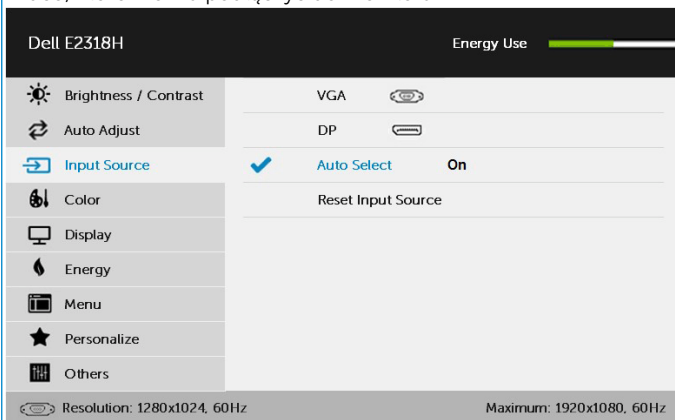 Dell E2318H
Energy Use
Brightness / Contrast
Auto Adjust
Input Source
Color
Display
Energy
Menu
Personalize
Others
VGA
DP
Auto Select On
Reset Input Source
Resolution: 1280x1024, 60Hz
Maximum: 1920x1080, 60Hz